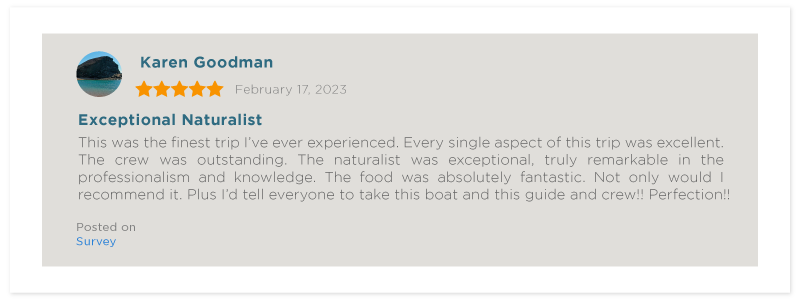 Karen Goodman
February 17, 2023
Exceptional Naturalist
This was the finest trip I've ever experienced. Every single aspect of this trip was excellent.
The crew was outstanding. The naturalist was exceptional, truly remarkable in the
professionalism and knowledge. The food was absolutely fantastic. Not only would I
recommend it. Plus I'd tell everyone to take this boat and this guide and crew!! Perfection!!
Posted on
Survey